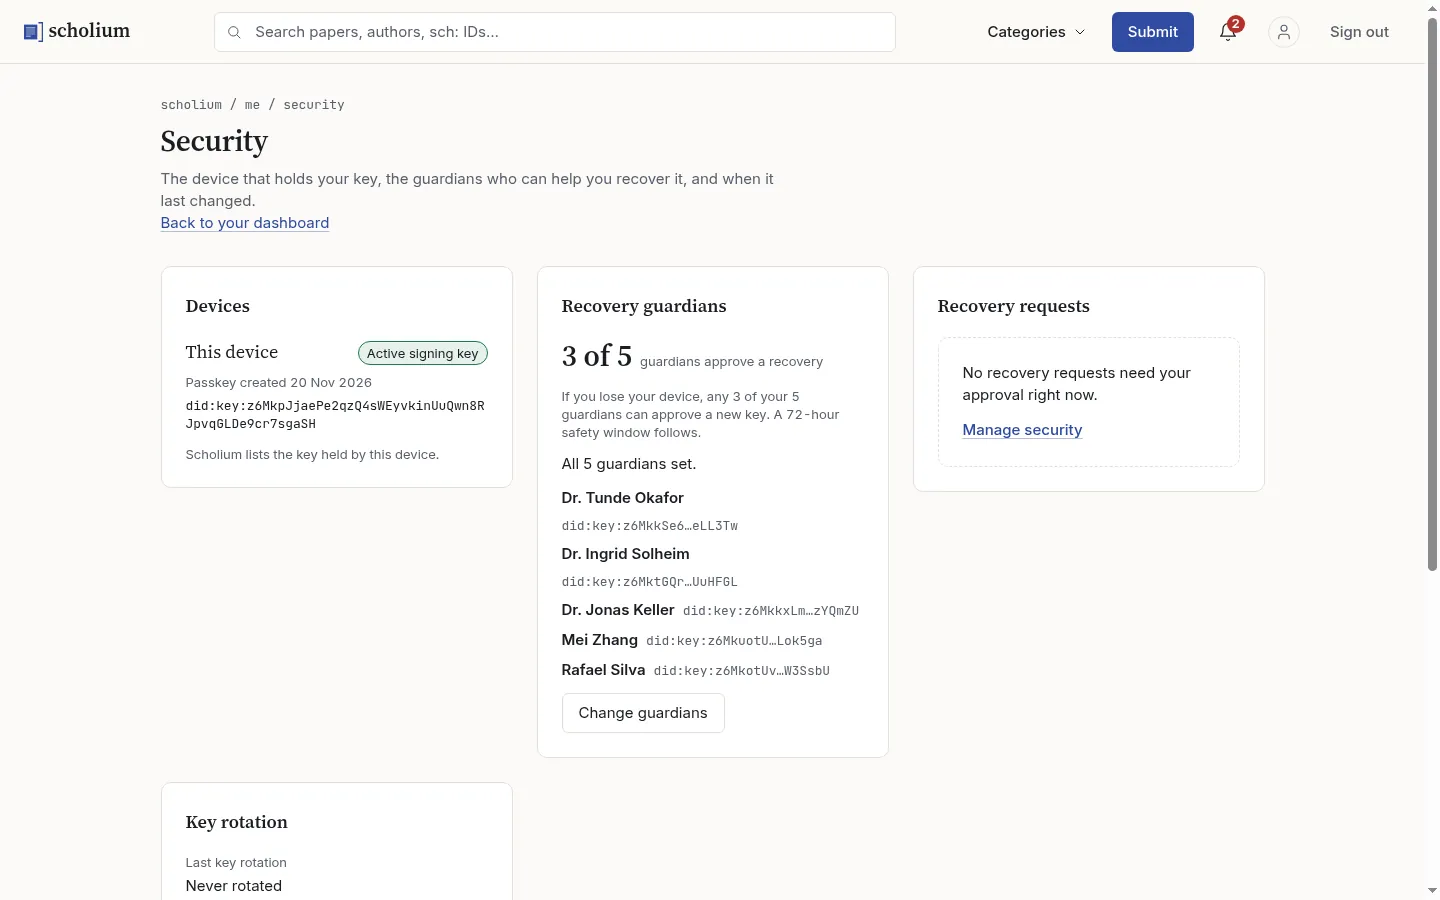 scholium
Search papers, authors, sch: IDs...
Categories
Submit
2
Sign out
scholium / me / security
Security
The device that holds your key, the guardians who can help you recover it, and when it
last changed.
Back to your dashboard
Devices
This device
Active signing key
Passkey created 20 Nov 2026
did:key:z6MkpJjaePe2qzQ4sWEyvkinUuQwn8R
JpvqGLDe9cr7sgaSH
Scholium lists the key held by this device.
Recovery guardians
3 of 5 guardians approve a recovery
If you lose your device, any 3 of your 5
guardians can approve a new key. A 72-hour
safety window follows.
All 5 guardians set.
Dr. Tunde Okafor
did:key:z6MkkSe6…eLL3Tw
Dr. Ingrid Solheim
did:key:z6MktGQr…UuHFGL
Dr. Jonas Keller did:key:z6MkkxLm…zYQmZU
Mei Zhang did:key:z6MkuotU…Lok5ga
Rafael Silva did:key:z6MkotUv…W3SsbU
Change guardians
Recovery requests
No recovery requests need your
approval right now.
Manage security
Key rotation
Last key rotation
Never rotated